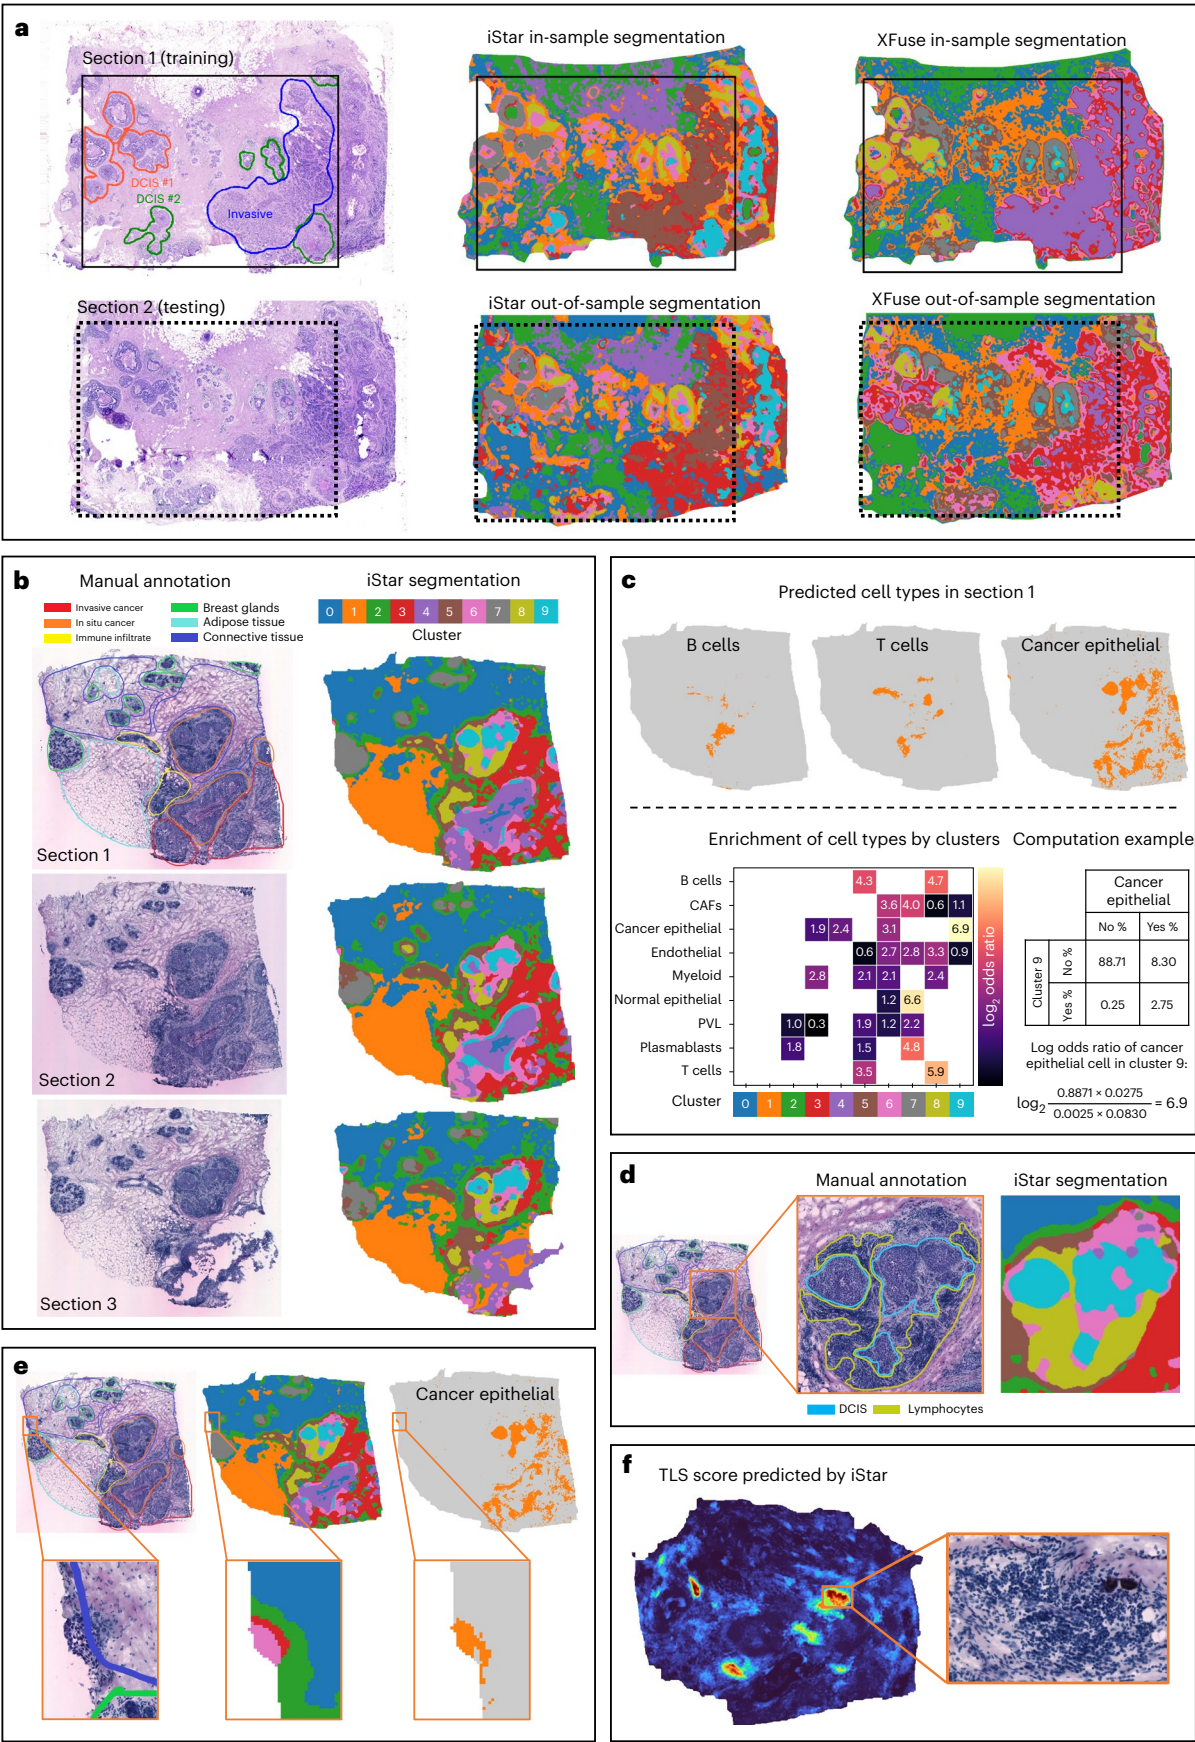 a
Section 1 (training)
iStar in-sample segmentation
XFuse in-sample segmentation
DCIS #1
DCIS #2
Invasive
Section 2 (testing)
iStar out-of-sample segmentation
XFuse out-of-sample segmentation
b
Manual annotation
iStar segmentation
Invasive cancer
Breast glands
In situ cancer
Adipose tissue
Immune infiltrate
Connective tissue
0 1 2 3 4 5 6 7 8 9
Cluster
Section 1
Section 2
Section 3
c
Predicted cell types in section 1
B cells
T cells
Cancer epithelial
Enrichment of cell types by clusters
B cells 4.3 4.7
CAFs 3.6 4.0 0.6 1.1
Cancer epithelial 1.9 2.4 3.1 6.9
Endothelial 0.6 2.7 2.8 3.3 0.9
Myeloid 2.8 2.1 2.1 2.4
Normal epithelial 1.2 6.6
PVL 1.0 0.3 1.9 1.2 2.2
Plasmablasts 1.8 1.5 4.8
T cells 3.5 5.9
Cluster 0 1 2 3 4 5 6 7 8 9
log2 odds ratio
Computation example
Cancer
epithelial
No % Yes %
Cluster 9
No % 88.71 8.30
Yes % 0.25 2.75
Log odds ratio of cancer
epithelial cell in cluster 9:
log2 0.8871 × 0.0275 / 0.0025 × 0.0830 = 6.9
d
Manual annotation
iStar segmentation
DCIS
Lymphocytes
e
Cancer epithelial
f
TLS score predicted by iStar